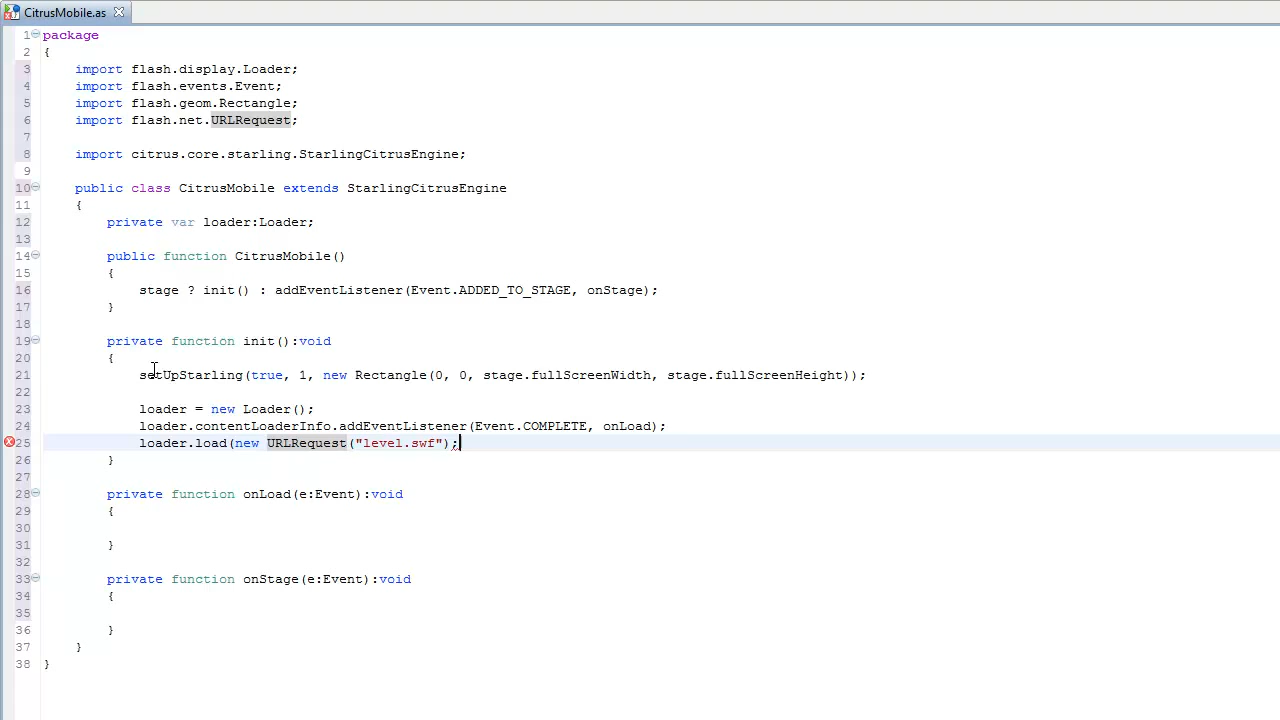 CitrusMobile.as
1 package
2 {
3     import flash.display.Loader;
4     import flash.events.Event;
5     import flash.geom.Rectangle;
6     import flash.net.URLRequest;
7
8     import citrus.core.starling.StarlingCitrusEngine;
9
10     public class CitrusMobile extends StarlingCitrusEngine
11     {
12         private var loader:Loader;
13
14         public function CitrusMobile()
15         {
16             stage ? init() : addEventListener(Event.ADDED_TO_STAGE, onStage);
17         }
18
19         private function init():void
20         {
21             setUpStarling(true, 1, new Rectangle(0, 0, stage.fullScreenWidth, stage.fullScreenHeight));
22
23             loader = new Loader();
24             loader.contentLoaderInfo.addEventListener(Event.COMPLETE, onLoad);
25             loader.load(new URLRequest("level.swf");
26         }
27
28         private function onLoad(e:Event):void
29         {
30
31         }
32
33         private function onStage(e:Event):void
34         {
35
36         }
37     }
38 }